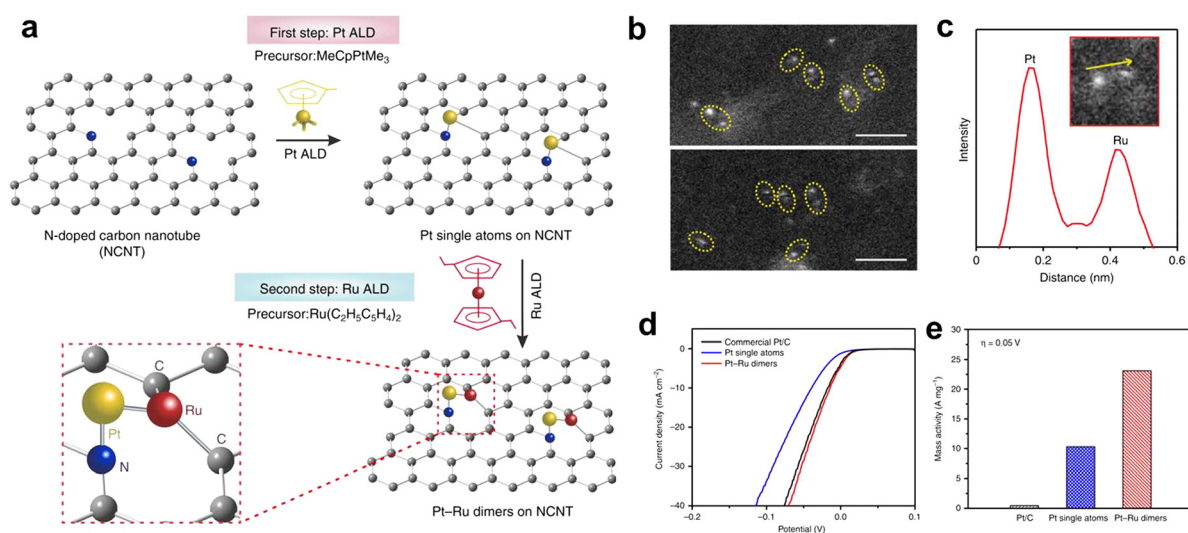 a
First step: Pt ALD
Precursor:MeCpPtMe₃
Pt ALD
N-doped carbon nanotube
(NCNT)
Pt single atoms on NCNT
Second step: Ru ALD
Precursor:Ru(C₂H₅C₅H₄)₂
Ru ALD
C
Ru
Pt
C
N
Pt–Ru dimers on NCNT
b
c
Pt
Ru
Intensity
0
0.2
0.4
0.6
Distance (nm)
d
Commercial Pt/C
Pt single atoms
Pt–Ru dimers
Current density (mA cm⁻²)
0
−10
−20
−30
−40
−0.2
−0.1
0.0
0.1
Potential (V)
e
η = 0.05 V
Mass activity (A mg⁻¹)
30
25
20
15
10
5
0
Pt/C
Pt single atoms
Pt–Ru dimers